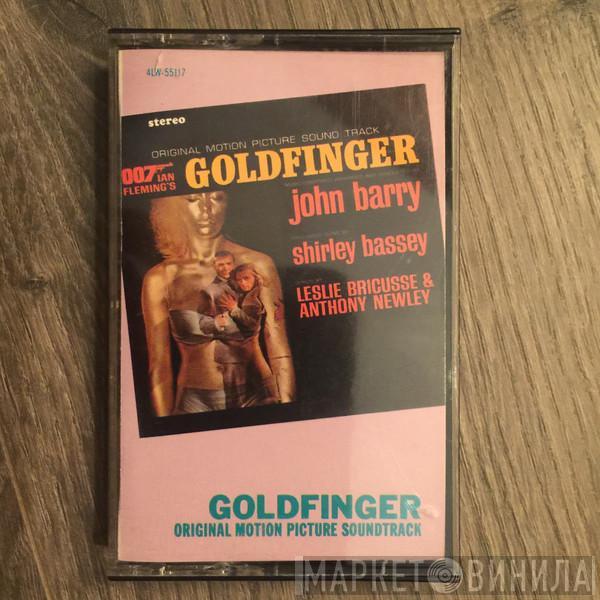 4LW-55117
stereo
ORIGINAL MOTION PICTURE SOUND TRACK
007 IAN
FLEMING'S
GOLDFINGER
john barry
shirley bassey
LESLIE BRICUSSE &
ANTHONY NEWLEY
GOLDFINGER
ORIGINAL MOTION PICTURE SOUNDTRACK
МАРКЕТ ВИНИЛА